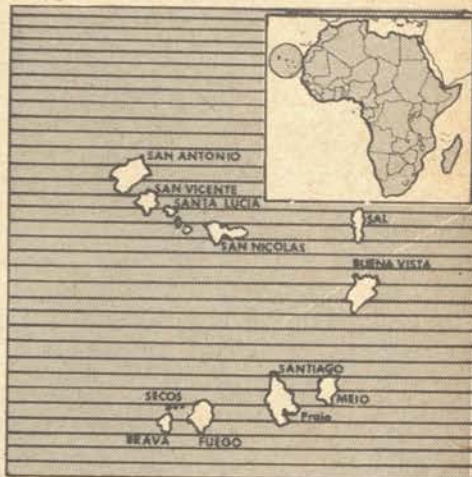 SAN ANTONIO
SAN VICENTE
SANTA LUCIA
SAL
SAN NICOLAS
BUENA VISTA
SANTIAGO
SECOS
MEIO
Praia
BRAVA
FUEGO